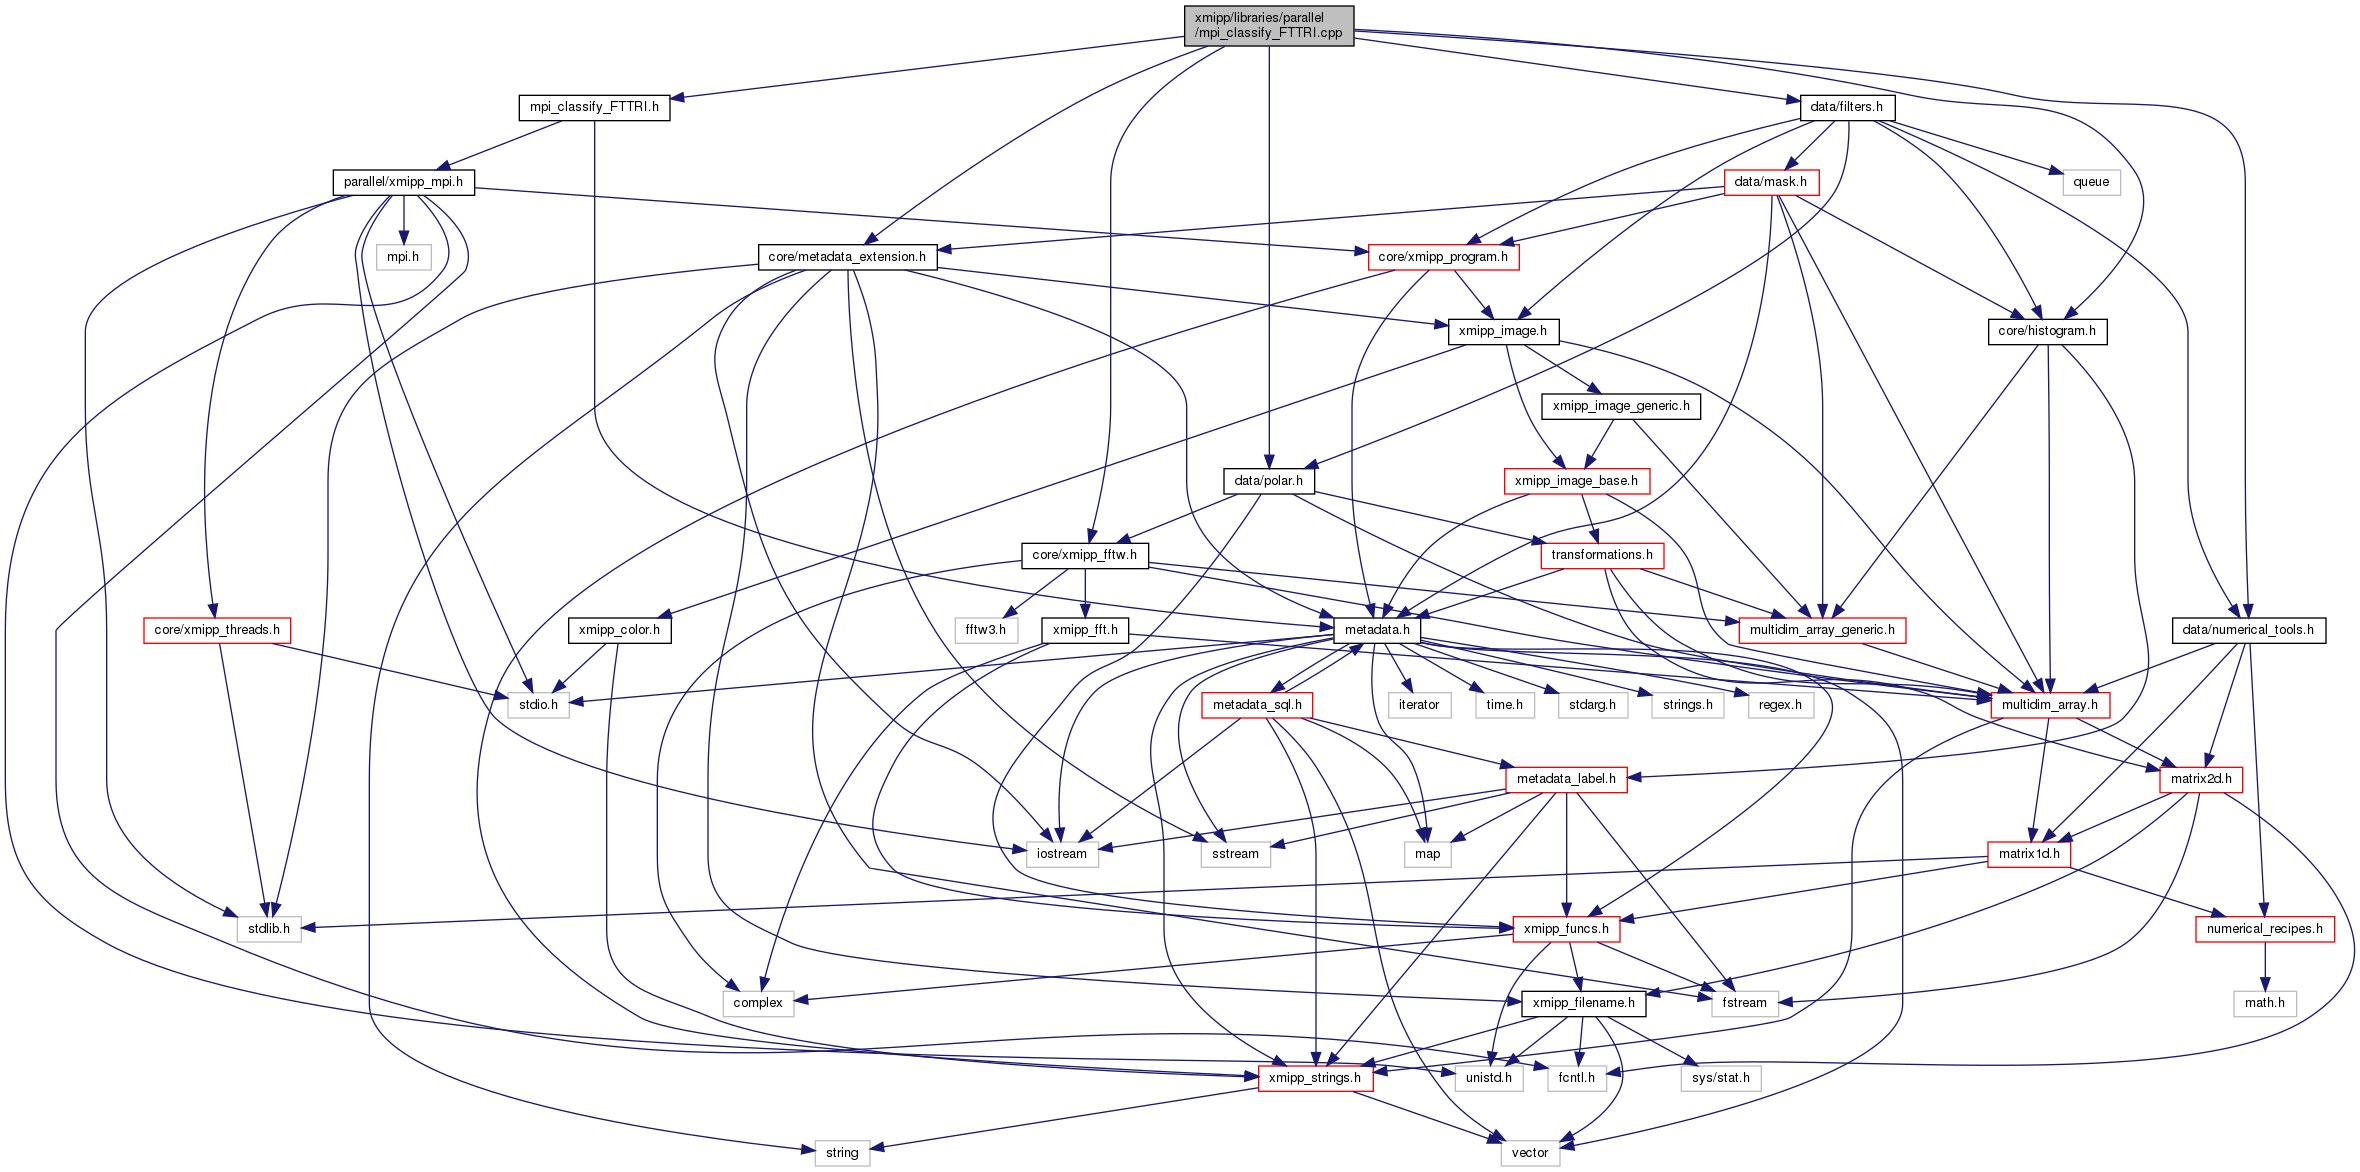 xmipp/libraries/parallel
/mpi_classify_FTTRI.cpp
mpi_classify_FTTRI.h
data/filters.h
parallel/xmipp_mpi.h
data/mask.h
queue
mpi.h
core/metadata_extension.h
core/xmipp_program.h
xmipp_image.h
core/histogram.h
xmipp_image_generic.h
data/polar.h
xmipp_image_base.h
core/xmipp_fftw.h
transformations.h
core/xmipp_threads.h
xmipp_color.h
fftw3.h
xmipp_fft.h
metadata.h
multidim_array_generic.h
data/numerical_tools.h
stdio.h
metadata_sql.h
iterator
time.h
stdarg.h
strings.h
regex.h
multidim_array.h
metadata_label.h
matrix2d.h
iostream
sstream
map
matrix1d.h
stdlib.h
xmipp_funcs.h
numerical_recipes.h
complex
xmipp_filename.h
fstream
math.h
xmipp_strings.h
unistd.h
fcntl.h
sys/stat.h
string
vector